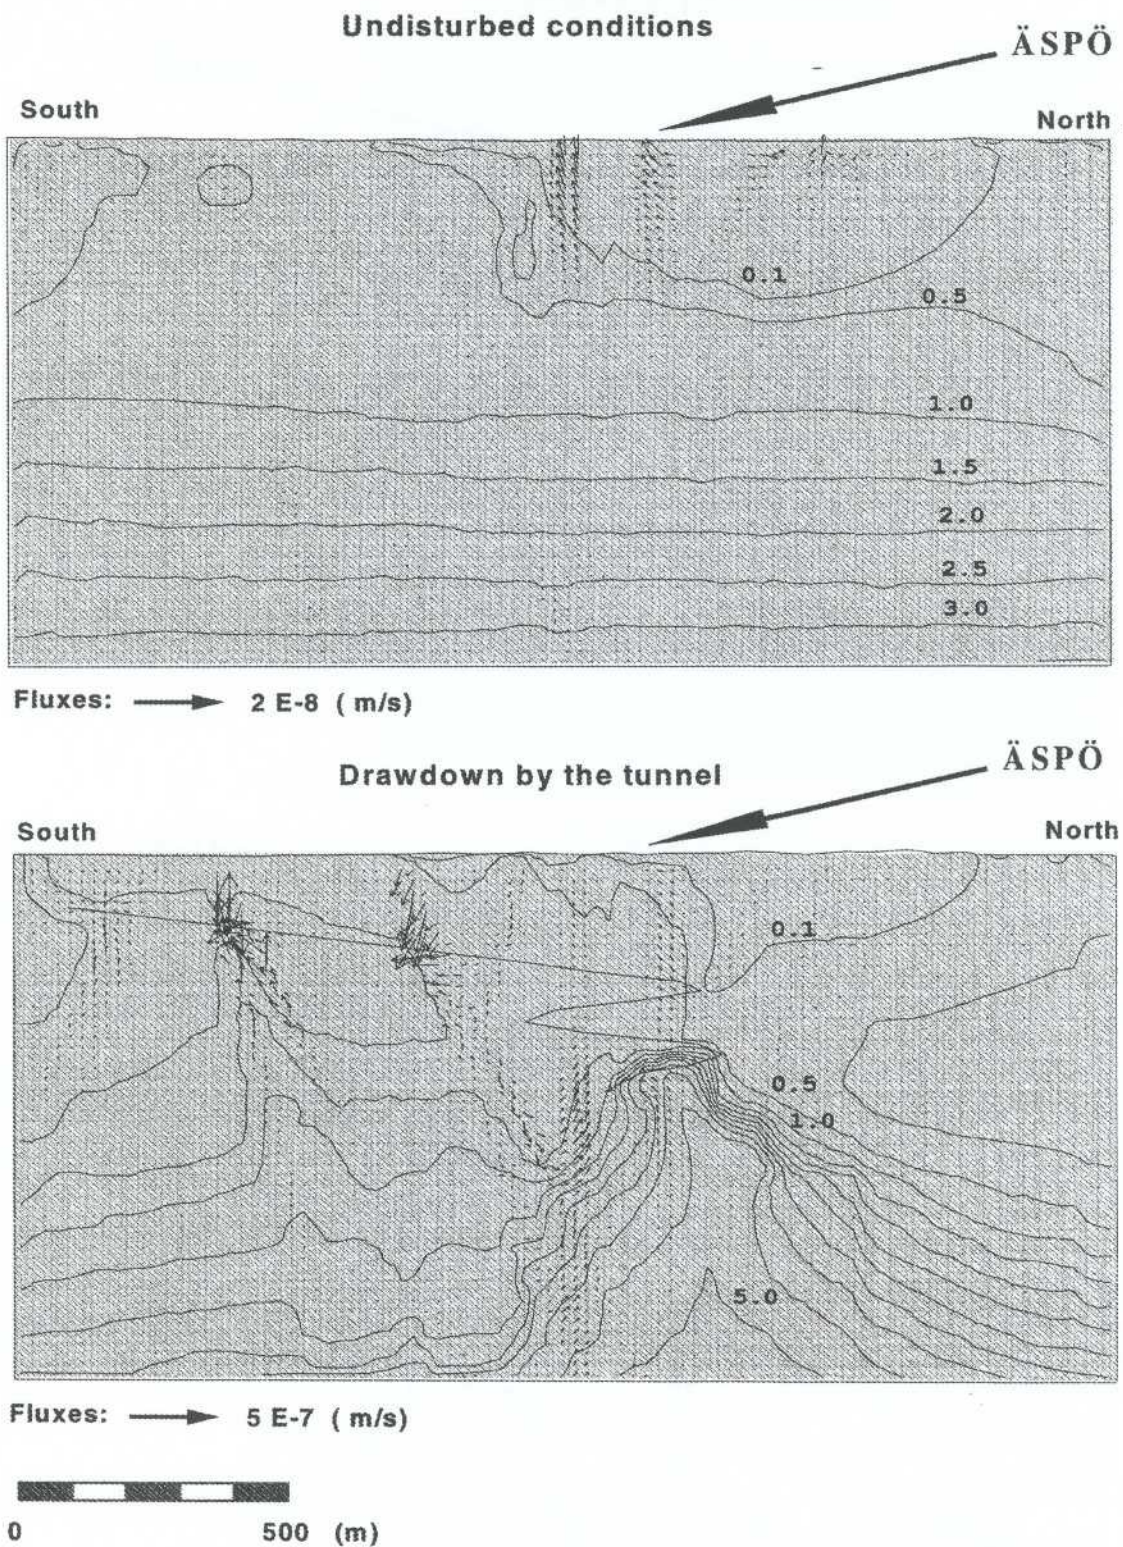 Undisturbed conditions
ÄSPÖ
South
North
0.1
0.5
1.0
1.5
2.0
2.5
3.0
Fluxes: 2 E-8 ( m/s)
Drawdown by the tunnel
ÄSPÖ
South
North
0.1
0.5
1.0
5.0
Fluxes: 5 E-7 ( m/s)
0 500 (m)